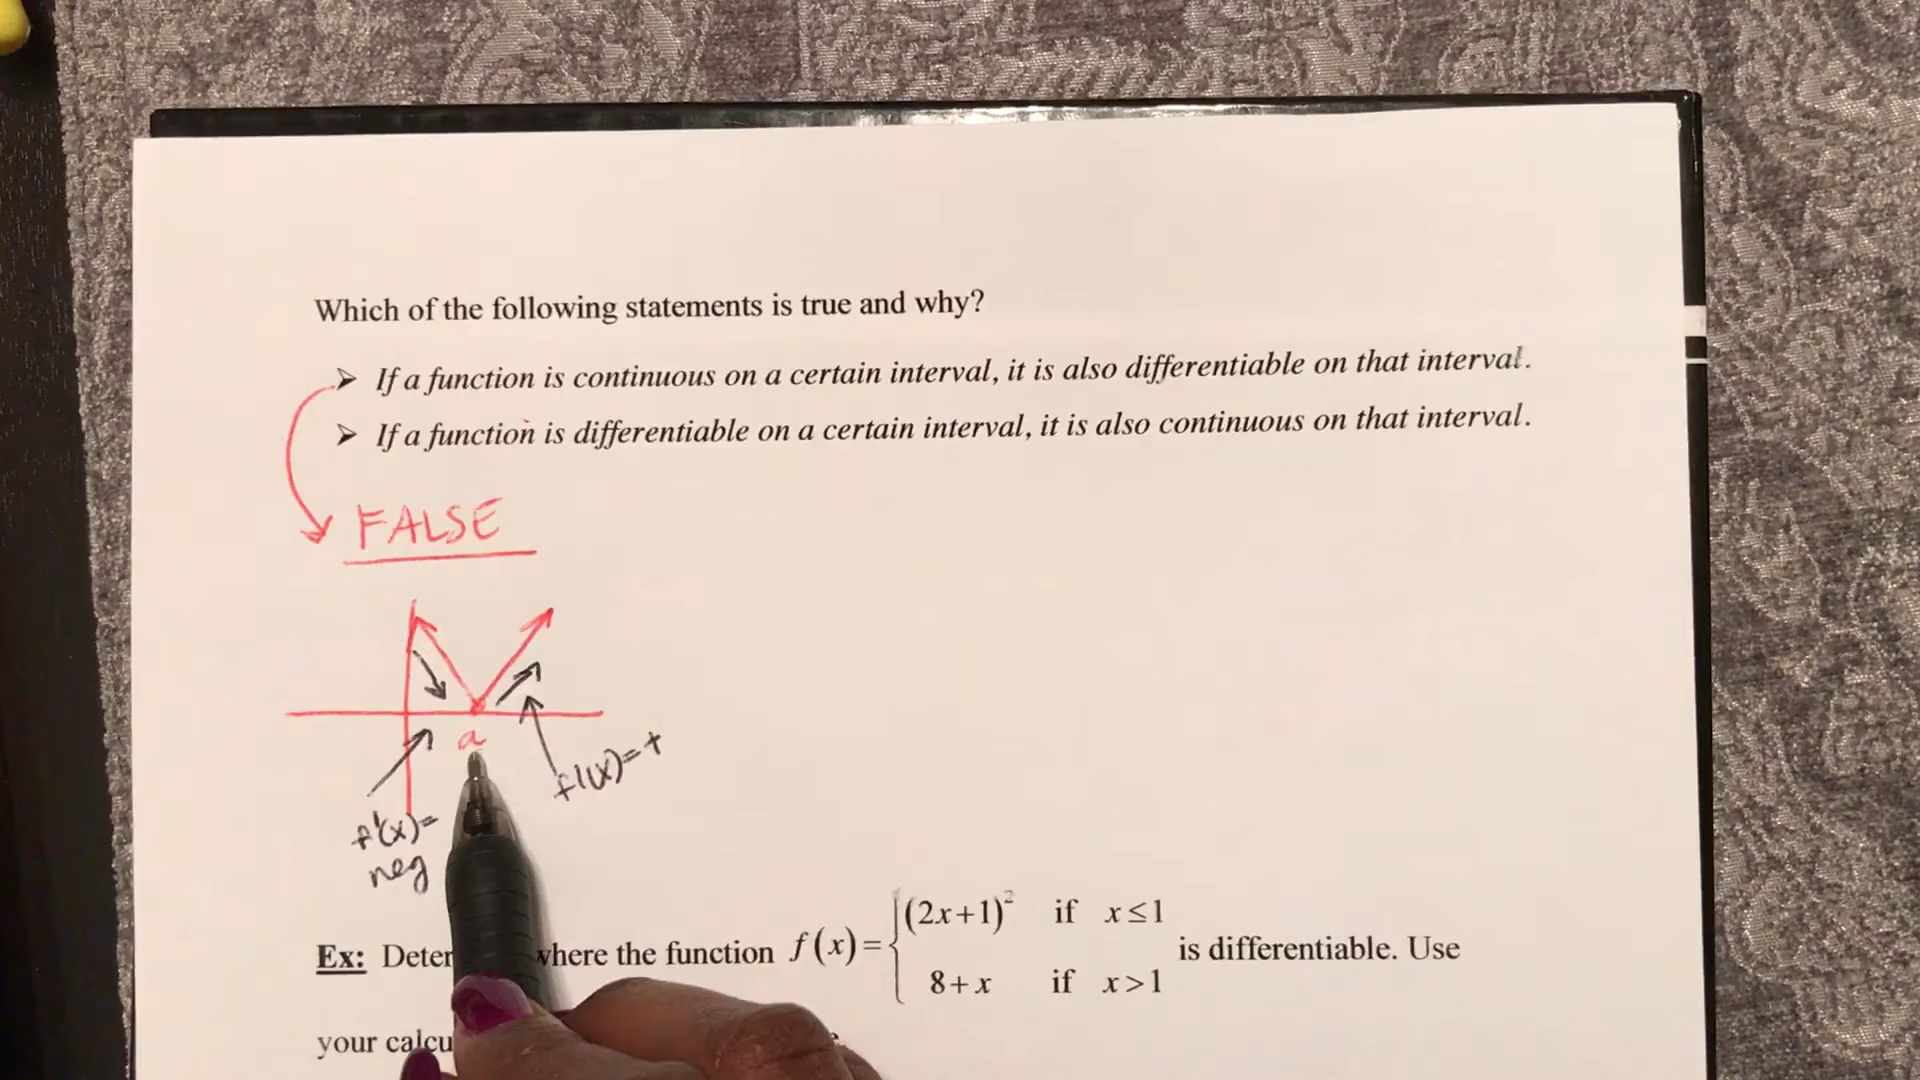 Which of the following statements is true and why?
➤ If a function is continuous on a certain interval, it is also differentiable on that interval.
➤ If a function is differentiable on a certain interval, it is also continuous on that interval.
FALSE
a
f'(x)=+
f'(x)=
neg
Ex: Deter where the function f(x)= { (2x+1)² if x≤1
8+x if x>1 is differentiable. Use
your calcu